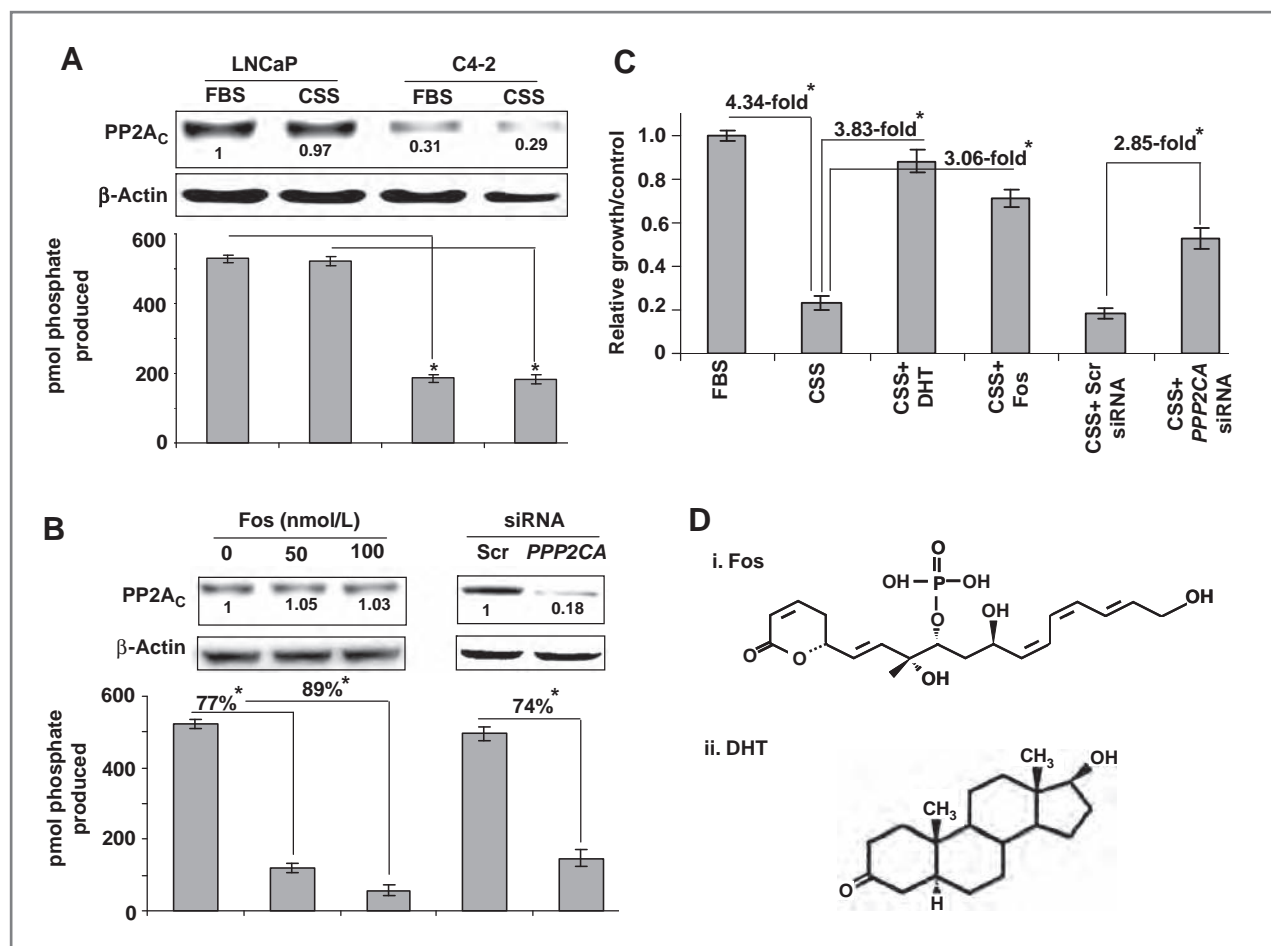 A
LNCaP C4-2
FBS CSS FBS CSS
PP2AC
1 0.97 0.31 0.29
β-Actin
pmol phosphate
produced
600
400
200
0
* *
B
Fos (nmol/L) siRNA
0 50 100 Scr PPP2CA
PP2AC
1 1.05 1.03 1 0.18
β-Actin
pmol phosphate
produced
600
400
200
0
77%* 89%* 74%*
C
4.34-fold*
3.83-fold*
3.06-fold*
2.85-fold*
Relative growth/control
1.0
0.8
0.6
0.4
0.2
0
FBS
CSS
CSS+
DHT
CSS+
Fos
CSS+ Scr
siRNA
CSS+
PPP2CA
siRNA
D
i. Fos
O
OH P OH
O OH OH
O O
OH
ii. DHT
CH3 OH
CH3
O
H